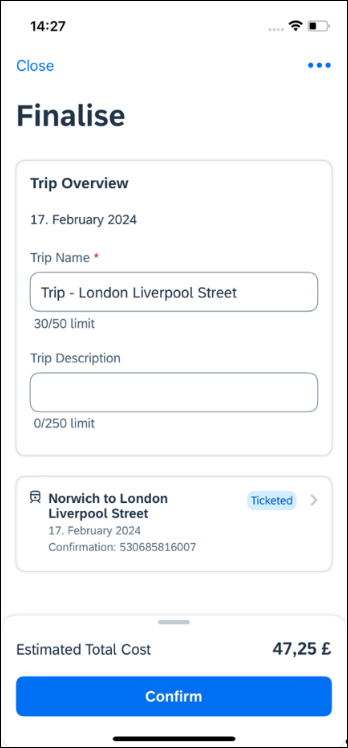 14:27
Close
Finalise
Trip Overview
17. February 2024
Trip Name *
Trip - London Liverpool Street
30/50 limit
Trip Description
0/250 limit
Norwich to London
Liverpool Street
Ticketed
17. February 2024
Confirmation: 530685816007
Estimated Total Cost
47,25 £
Confirm